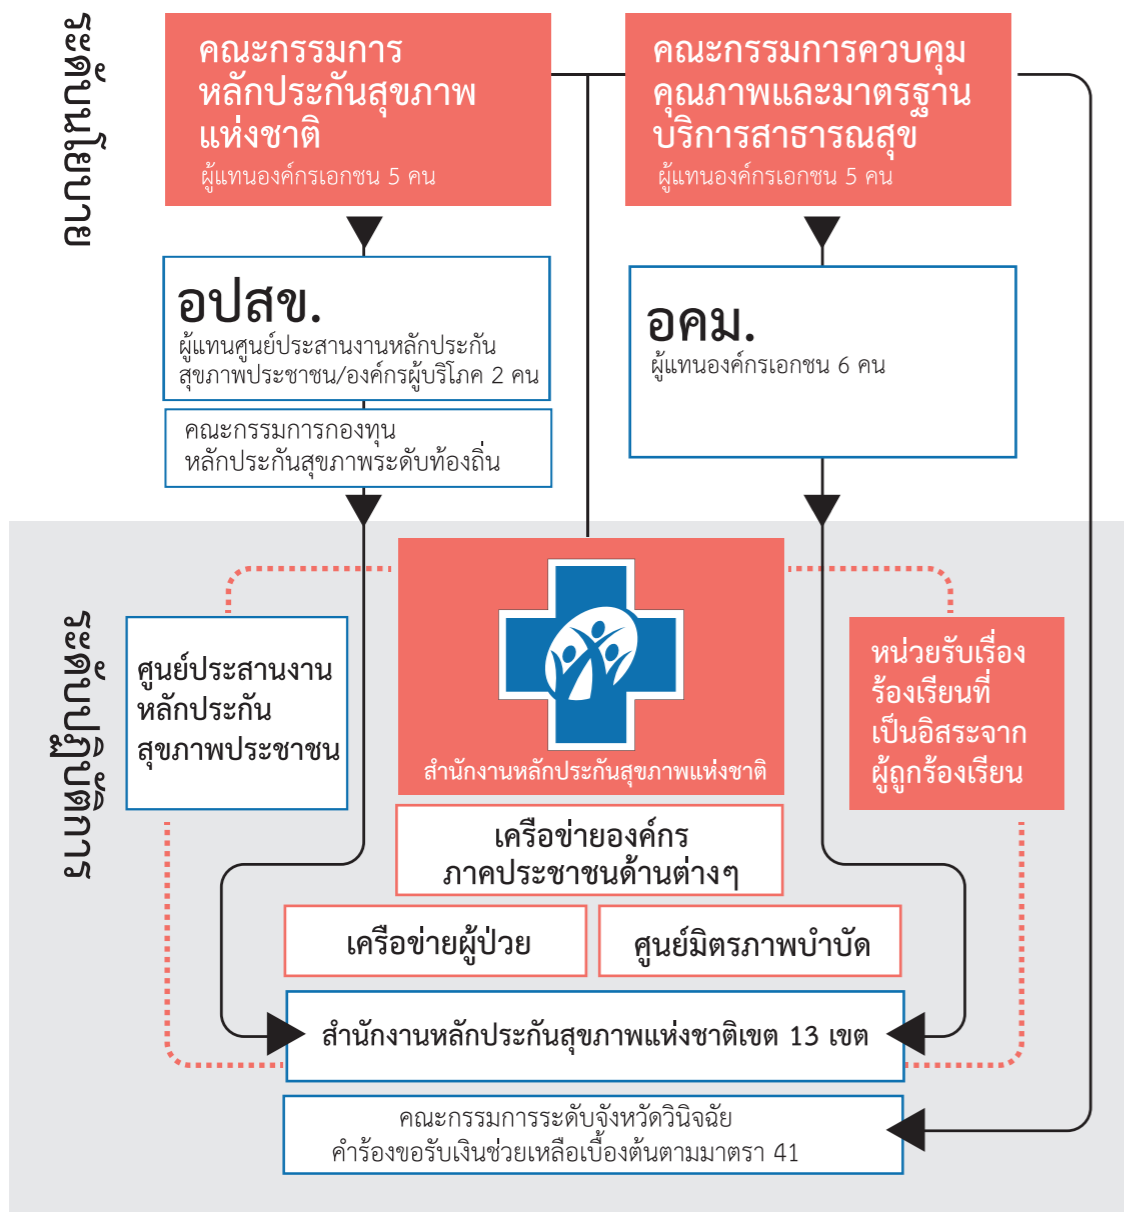 ระดับนโยบาย
คณะกรรมการ
หลักประกันสุขภาพ
แห่งชาติ
ผู้แทนองค์กรเอกชน 5 คน
คณะกรรมการควบคุม
คุณภาพและมาตรฐาน
บริการสาธารณสุข
ผู้แทนองค์กรเอกชน 5 คน
อปสข.
ผู้แทนศูนย์ประสานงานหลักประกัน
สุขภาพประชาชน/องค์กรผู้บริโภค 2 คน
คณะกรรมการกองทุน
หลักประกันสุขภาพระดับท้องถิ่น
อคม.
ผู้แทนองค์กรเอกชน 6 คน
ระดับปฏิบัติการ
ศูนย์ประสานงาน
หลักประกัน
สุขภาพประชาชน
สำนักงานหลักประกันสุขภาพแห่งชาติ
หน่วยรับเรื่อง
ร้องเรียนที่
เป็นอิสระจาก
ผู้ถูกร้องเรียน
เครือข่ายองค์กร
ภาคประชาชนด้านต่างๆ
เครือข่ายผู้ป่วย
ศูนย์มิตรภาพบำบัด
สำนักงานหลักประกันสุขภาพแห่งชาติเขต 13 เขต
คณะกรรมการระดับจังหวัดวินิจฉัย
คำร้องขอรับเงินช่วยเหลือเบื้องต้นตามมาตรา 41